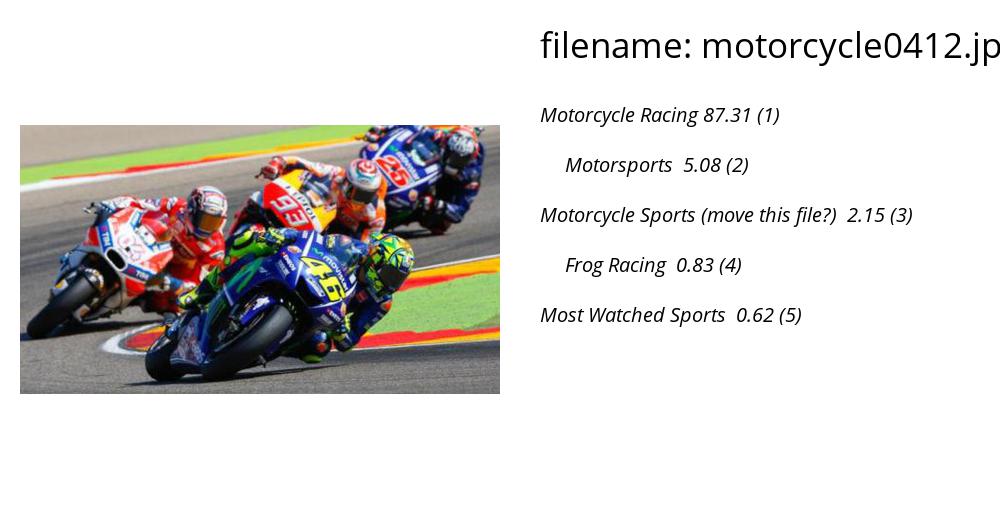 filename: motorcycle0412.jp
Motorcycle Racing 87.31 (1)
Motorsports 5.08 (2)
Motorcycle Sports (move this file?) 2.15 (3)
Frog Racing 0.83 (4)
Most Watched Sports 0.62 (5)
25
93
04
46